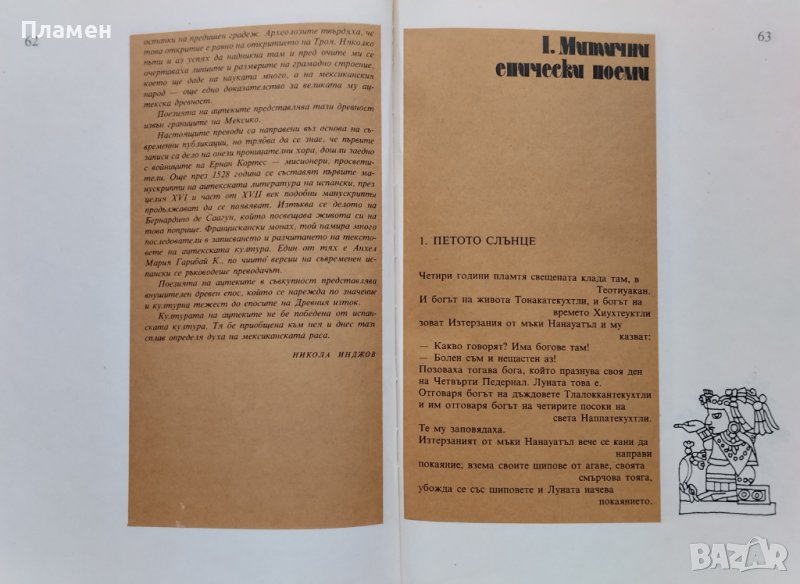 Пламен
62
останки на предишен градеж. Археолозите твърдяха, че
това откритие е равно на откритието на Троя. Няколко
пъти и аз успях да надникна там и пред очите ми се
очертаваха линиите и размерите на грамадно строение,
което ще даде на науката много, а на мексиканския
народ — още едно доказателство за великата му ац-
текска древност.
Поезията на ацтеките представлява тази древност
извън границите на Мексико.
Настоящите преводи са направени въз основа на съ-
временни публикации, но трябва да се знае, че първите
записи са дело на онези проницателни хора, дошли заедно
с войниците на Ернан Кортес — мисионери, просвети-
тели. Още през 1528 година се съставят първите ма-
нускрипти на ацтекската литература на испански, през
целия XVI и част от XVII век подобни манускрипти
продължават да се появяват. Изтъква се делото на
Бернардино де Саагун, който посвещава живота си на
това поприще. Францискански монах, той намира много
последователи в записването и разчитането на тексто-
вете на ацтекската култура. Един от тях е Анхел
Мария Гарибай К., по чиито версии на съвременен ис-
пански се ръководеше преводачът.
Поезията на ацтеките в съвкупност представлява
внушителен древен епос, който се нарежда по значение
и културна тежест до епосите на Древния изток.
Културата на ацтеките не бе победена от испан-
ската култура. Тя бе приобщена към нея и днес тази
сплав определя духа на мексиканската раса.
НИКОЛА ИНДЖОВ
63
1. Митични
епически поеми
1. ПЕТОТО СЛЪНЦЕ
Четири години пламтя свещената клада там, в
Теотиуакан.
И богът на живота Тонакатекухтли, и богът на
времето Хиухтеуктли
зоват Изтерзания от мъки Нанауатъл и му
казват:
— Какво говорят? Има богове там!
— Болен съм и нещастен аз!
Позоваха тогава бога, който празнува своя ден
на Четвърти Педернал. Луната това е.
Отговаря богът на дъждовете Тлалоккантекухтли
и им отговаря богът на четирите посоки на
света Наппатекухтли.
Те му заповядаха.
Изтерзаният от мъки Нанауатъл вече се кани да
направи
покаяние; взема своите шипове от агаве, своята
смърчова тояга,
убожда се със шиповете и Луната начева
покаянието.
BAZAR